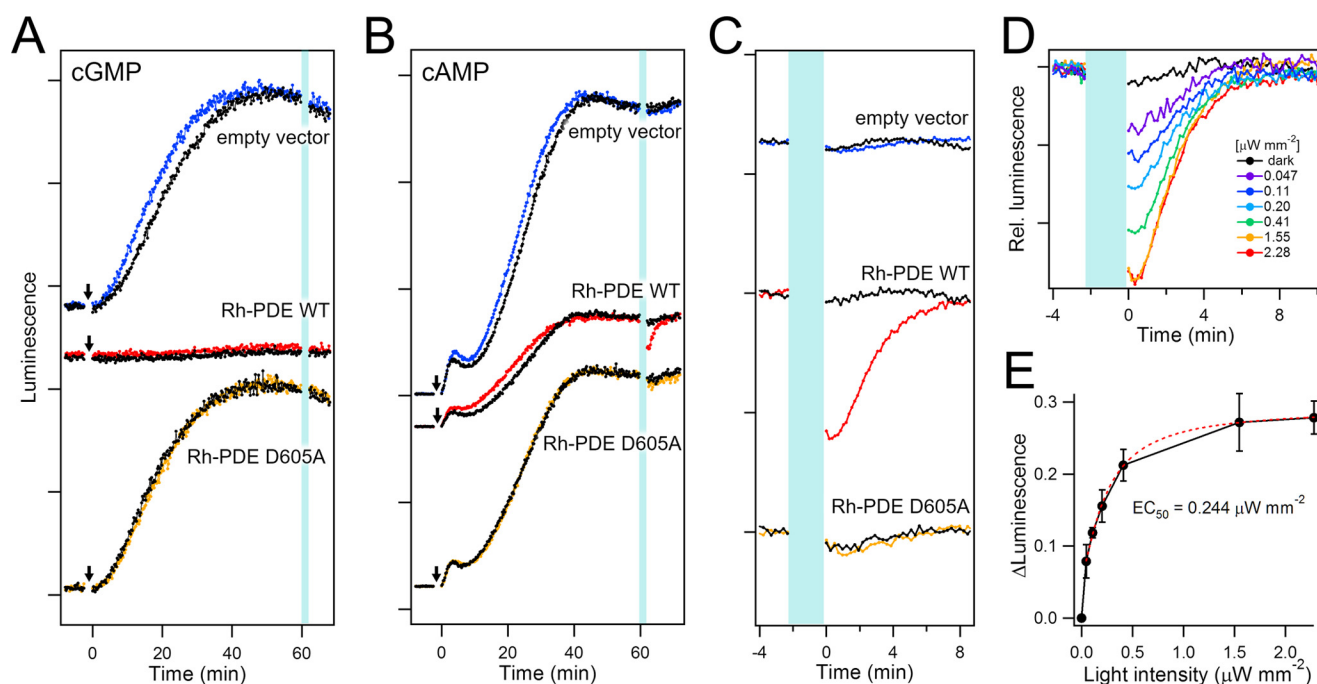 A
cGMP
empty vector
Rh-PDE WT
Rh-PDE D605A
Luminescence
0
20
40
60
Time (min)
B
cAMP
empty vector
Rh-PDE WT
Rh-PDE D605A
0
20
40
60
Time (min)
C
empty vector
Rh-PDE WT
Rh-PDE D605A
-4
0
4
8
Time (min)
D
Rel. luminescence
[µW mm⁻²]
dark
0.047
0.11
0.20
0.41
1.55
2.28
-4
0
4
8
Time (min)
E
ΔLuminescence
0.3
0.2
0.1
0.0
EC₅₀ = 0.244 µW mm⁻²
0.0
0.5
1.0
1.5
2.0
Light intensity (µW mm⁻²)